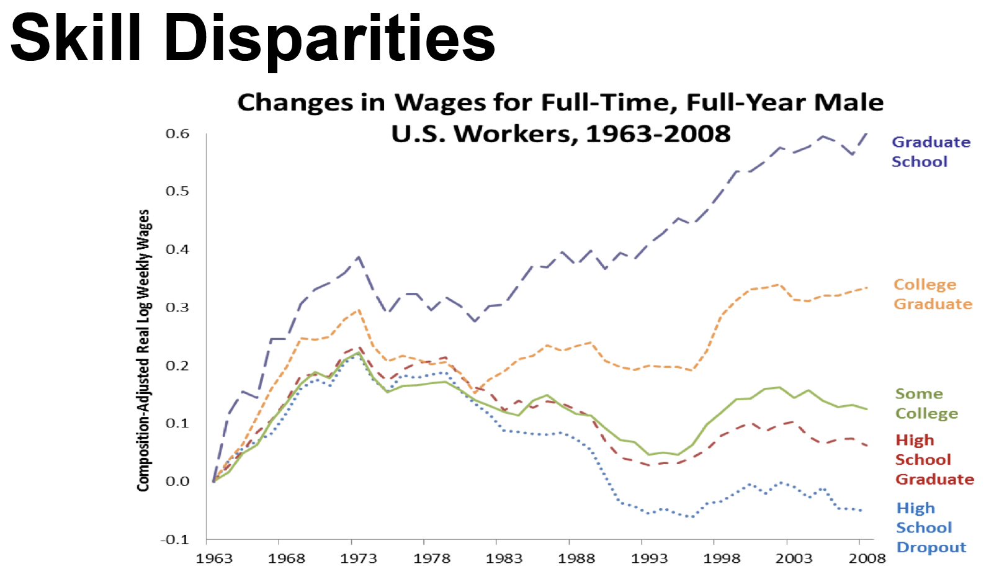 Skill Disparities
Changes in Wages for Full-Time, Full-Year Male
U.S. Workers, 1963-2008
Composition-Adjusted Real Log Weekly Wages
0.6
0.5
0.4
0.3
0.2
0.1
0.0
-0.1
1963 1968 1973 1978 1983 1988 1993 1998 2003 2008
Graduate
School
College
Graduate
Some
College
High
School
Graduate
High
School
Dropout